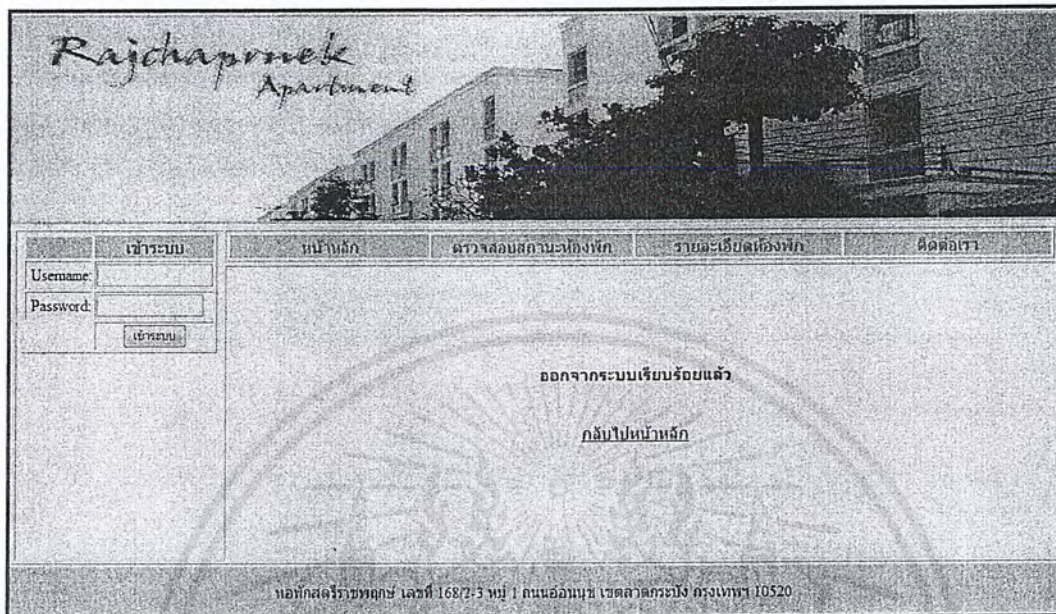 Rajchapruek
Apartment
เข้าระบบ
หน้าหลัก ตรวจสอบสถานะห้องพัก รายละเอียดห้องพัก ติดต่อเรา
Username:
Password:
เข้าระบบ
ออกจากระบบเรียบร้อยแล้ว
กลับไปหน้าหลัก
หอพักสตรีราชพฤกษ์ เลขที่ 168/2-3 หมู่ 1 ถนนอ่อนนุช เขตลาดกระบัง กรุงเทพฯ 10520